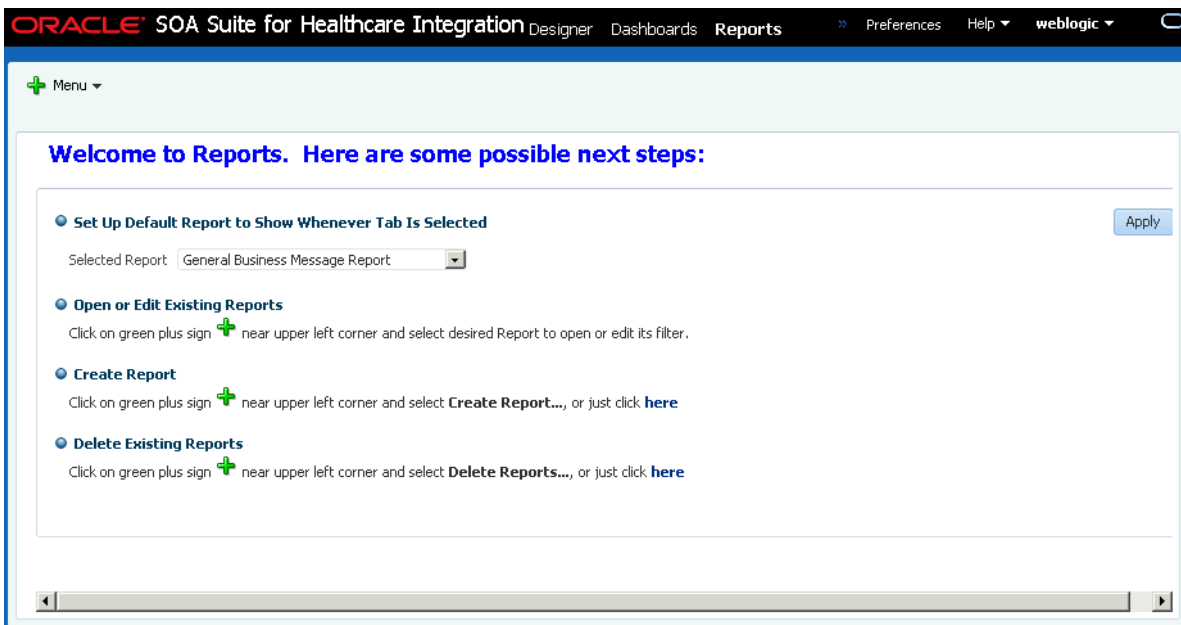 ORACLE® SOA Suite for Healthcare Integration Designer Dashboards Reports » Preferences Help weblogic
Menu
Welcome to Reports. Here are some possible next steps:
Set Up Default Report to Show Whenever Tab Is Selected
Apply
Selected Report General Business Message Report
Open or Edit Existing Reports
Click on green plus sign near upper left corner and select desired Report to open or edit its filter.
Create Report
Click on green plus sign near upper left corner and select Create Report..., or just click here
Delete Existing Reports
Click on green plus sign near upper left corner and select Delete Reports..., or just click here